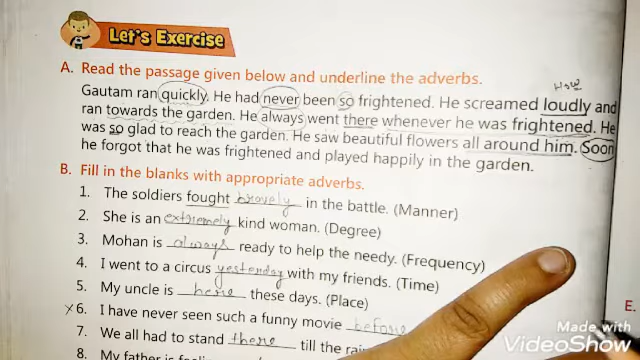 Let's Exercise
A. Read the passage given below and underline the adverbs.
How
Gautam ran quickly. He had never been so frightened. He screamed loudly and
ran towards the garden. He always went there whenever he was frightened. He
was so glad to reach the garden. He saw beautiful flowers all around him. Soon
he forgot that he was frightened and played happily in the garden.
B. Fill in the blanks with appropriate adverbs.
1. The soldiers fought bravely in the battle. (Manner)
2. She is an extremely kind woman. (Degree)
3. Mohan is always ready to help the needy. (Frequency)
4. I went to a circus yesterday with my friends. (Time)
5. My uncle is here these days. (Place)
x6. I have never seen such a funny movie before
7. We all had to stand there till the rai
8. My father is
E.
Made with
VideoShow